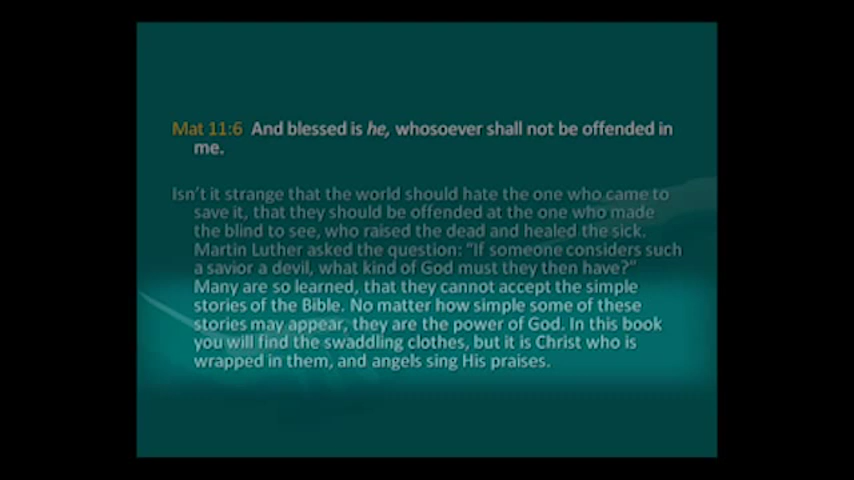 Mat 11:6 And blessed is he, whosoever shall not be offended in
me.
Isn't it strange that the world should hate the one who came to
save it, that they should be offended at the one who made
the blind to see, who raised the dead and healed the sick.
Martin Luther asked the question: “If someone considers such
a savior a devil, what kind of God must they then have?”
Many are so learned, that they cannot accept the simple
stories of the Bible. No matter how simple some of these
stories may appear, they are the power of God. In this book
you will find the swaddling clothes, but it is Christ who is
wrapped in them, and angels sing His praises.